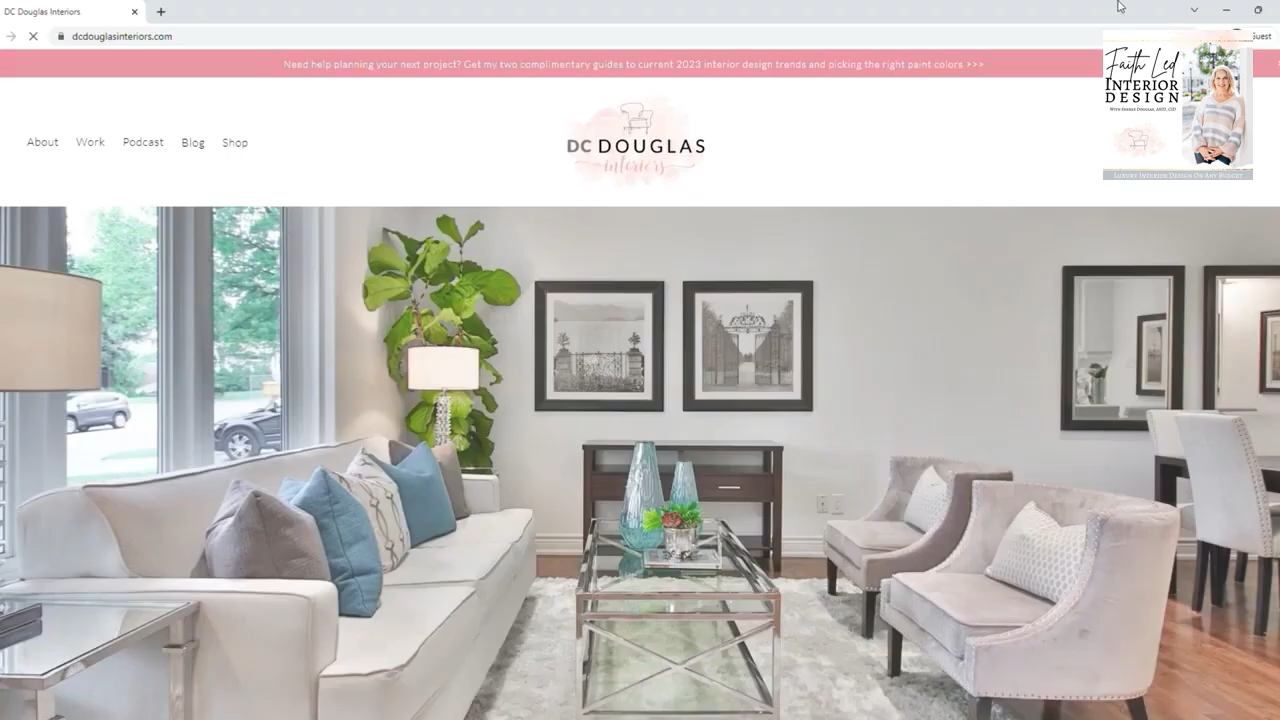 DC Douglas Interiors
dcdouglasinteriors.com
uest
Need help planning your next project? Get my two complimentary guides to current 2023 interior design trends and picking the right paint colors >>>
Faith Led
INTERIOR
DESIGN
LUXURY INTERIOR DESIGN ON ANY BUDGET
About Work Podcast Blog Shop
DC DOUGLAS
interiors